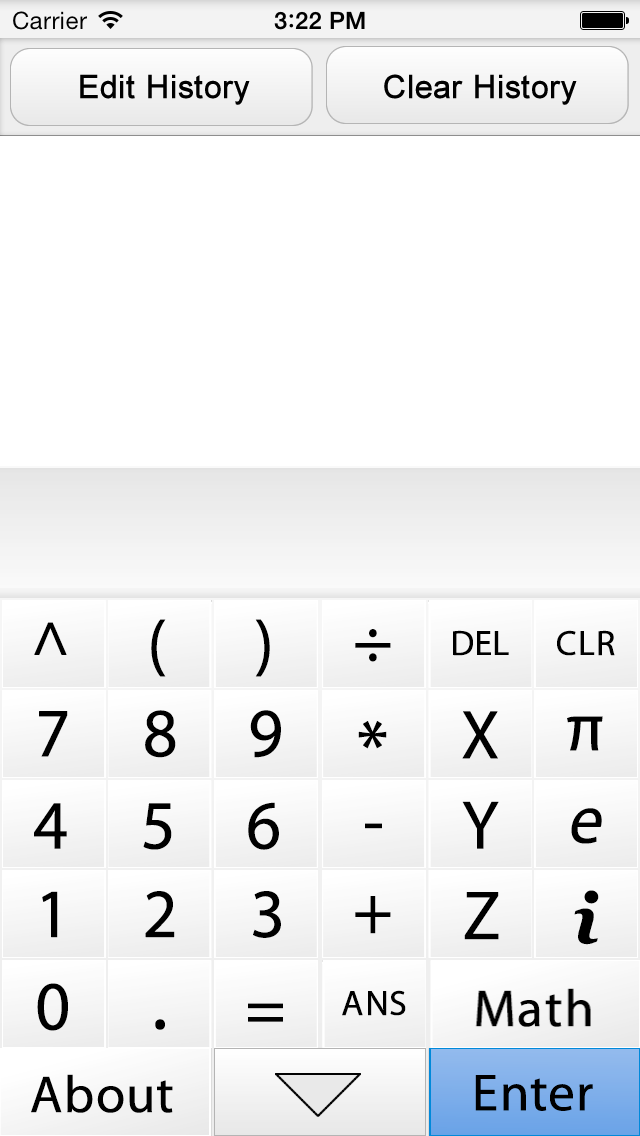 Carrier 3:22 PM
Edit History Clear History
^ ( ) ÷ DEL CLR
7 8 9 * X π
4 5 6 - Y e
1 2 3 + Z i
0 . = ANS Math
About Enter